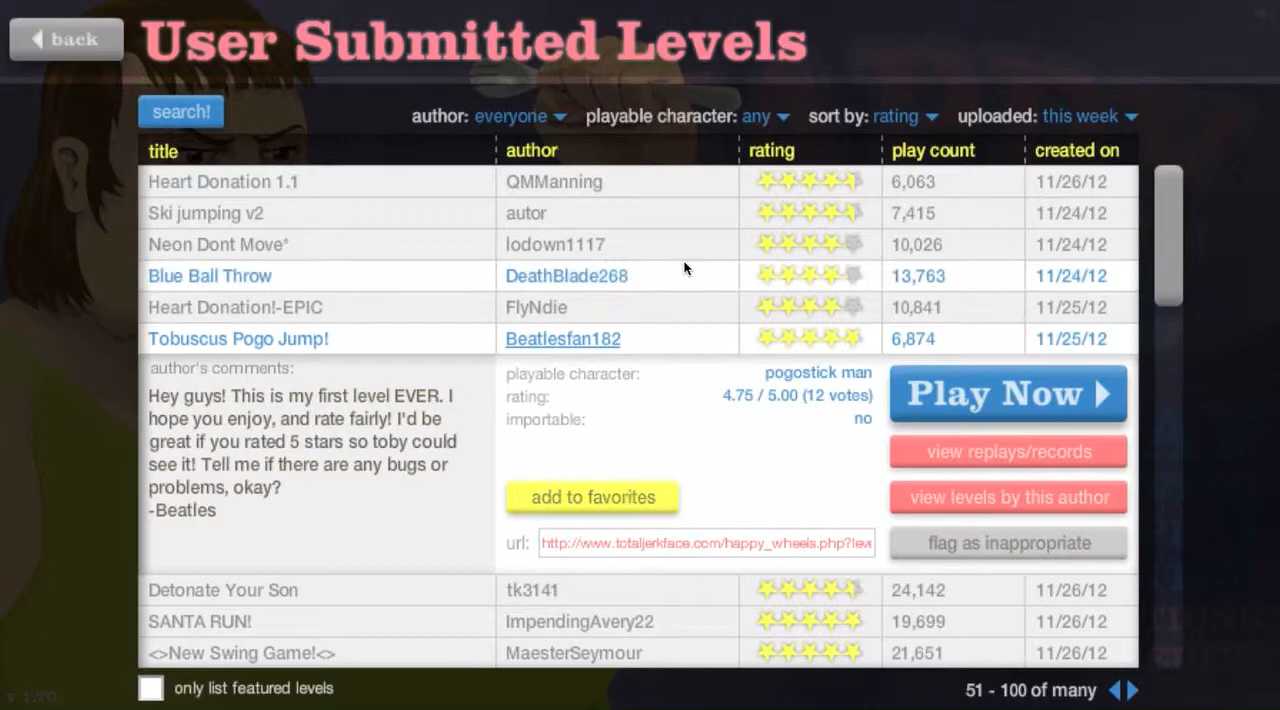 back
User Submitted Levels
search!
author: everyone playable character: any sort by: rating uploaded: this week
title author rating play count created on
Heart Donation 1.1 QMManning 6,063 11/26/12
Ski jumping v2 autor 7,415 11/24/12
Neon Dont Move* lodown1117 10,026 11/24/12
Blue Ball Throw DeathBlade268 13,763 11/24/12
Heart Donation!-EPIC FlyNdie 10,841 11/25/12
Tobuscus Pogo Jump! Beatlesfan182 6,874 11/25/12
author's comments:
Hey guys! This is my first level EVER. I
hope you enjoy, and rate fairly! I'd be
great if you rated 5 stars so toby could
see it! Tell me if there are any bugs or
problems, okay?
-Beatles
playable character: pogostick man
rating: 4.75 / 5.00 (12 votes)
importable: no
add to favorites
url: http://www.totaljerkface.com/happy_wheels.php?leve
Play Now
view replays/records
view levels by this author
flag as inappropriate
Detonate Your Son tk3141 24,142 11/26/12
SANTA RUN! ImpendingAvery22 19,699 11/26/12
<>New Swing Game!<> MaesterSeymour 21,651 11/26/12
only list featured levels
51 - 100 of many
v 1.70